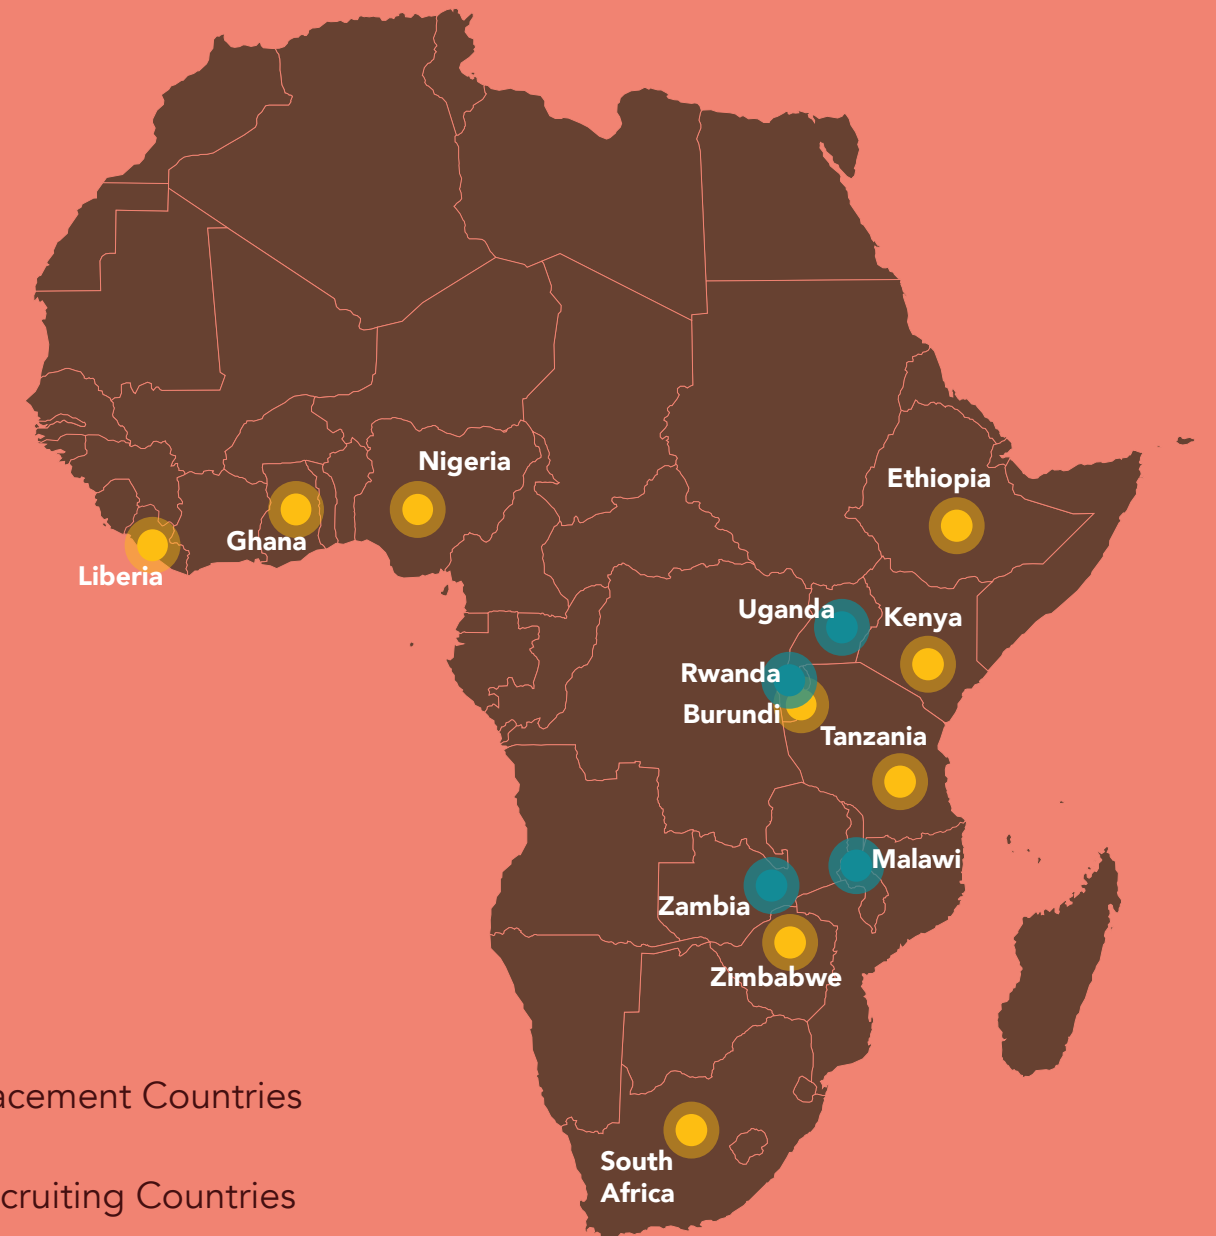 Nigeria
Ethiopia
Ghana
Liberia
Uganda
Kenya
Rwanda
Burundi
Tanzania
Malawi
Zambia
Zimbabwe
acement Countries
South
Africa
cruiting Countries